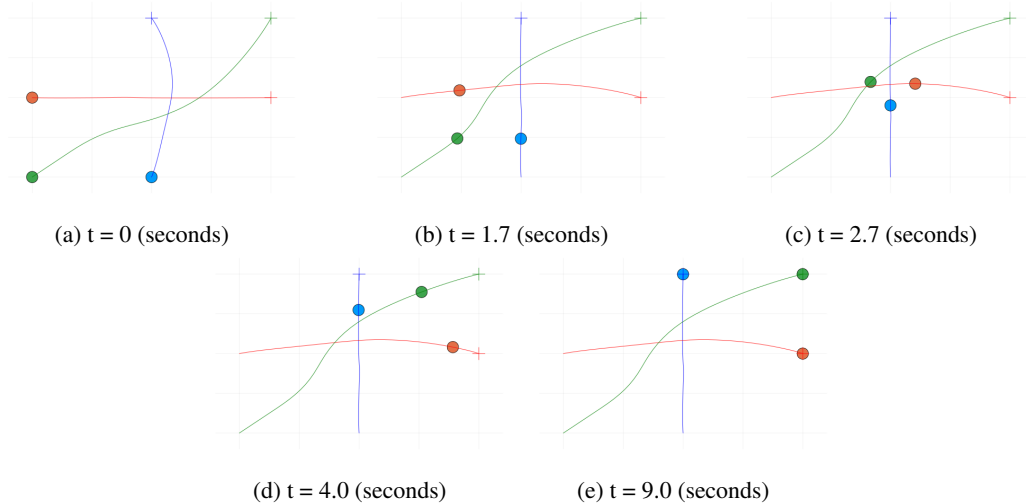 (a) t = 0 (seconds)
(b) t = 1.7 (seconds)
(c) t = 2.7 (seconds)
(d) t = 4.0 (seconds)
(e) t = 9.0 (seconds)